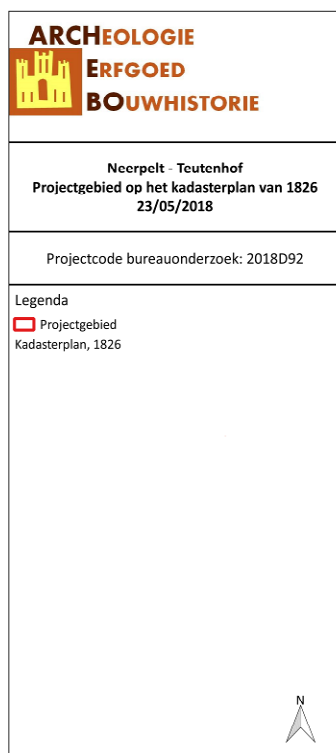 ARCHEOLOGIE
ERFGOED
BOUWHISTORIE
Neerpelt - Teutenhof
Projectgebied op het kadasterplan van 1826
23/05/2018
Projectcode bureauonderzoek: 2018D92
Legenda
Projectgebied
Kadasterplan, 1826
N